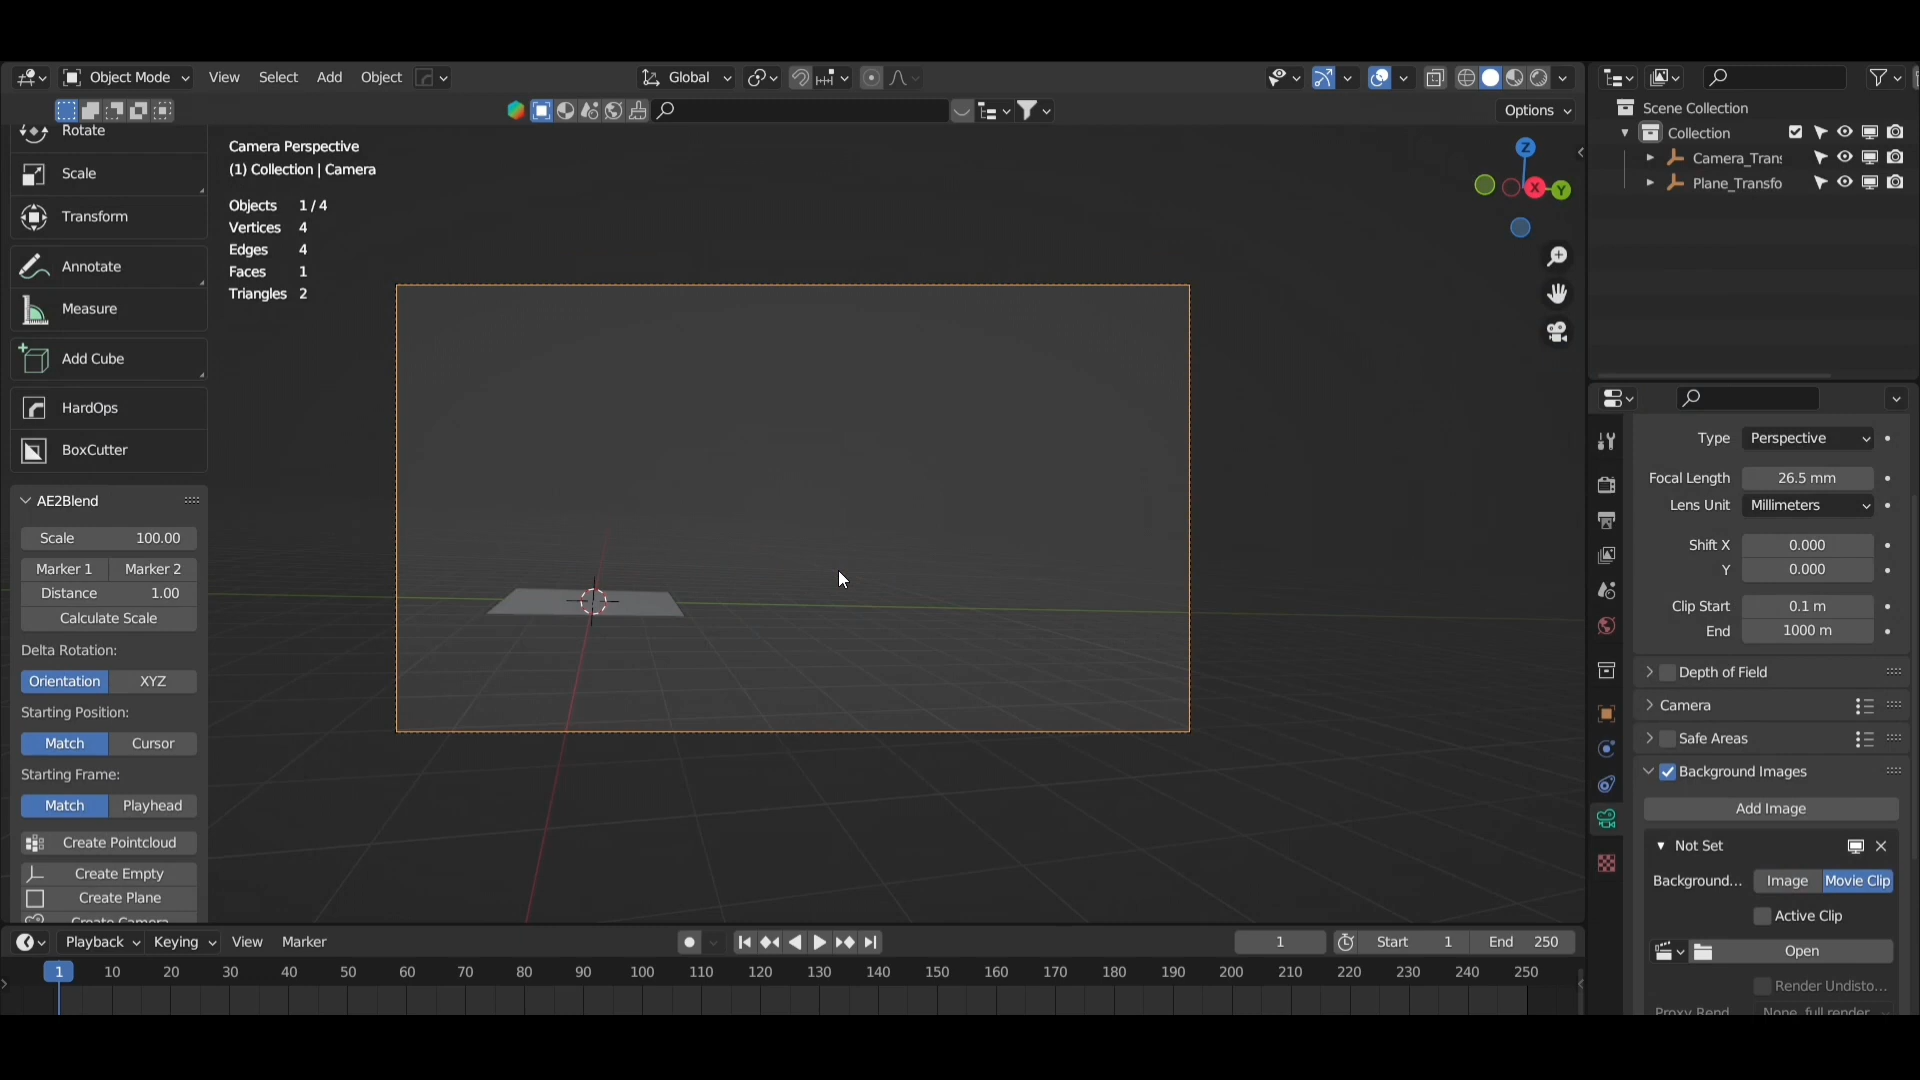 Object Mode View Select Add Object Global
Options
Rotate
Scale
Transform
Annotate
Measure
Add Cube
HardOps
BoxCutter
AE2Blend
Scale 100.00
Marker 1 Marker 2
Distance 1.00
Calculate Scale
Delta Rotation:
Orientation XYZ
Starting Position:
Match Cursor
Starting Frame:
Match Playhead
Create Pointcloud
Create Empty
Create Plane
Create Camera
Camera Perspective
(1) Collection | Camera
Objects 1/4
Vertices 4
Edges 4
Faces 1
Triangles 2
Z
X
Y
Scene Collection
Collection
Camera_Trans
Plane_Transfo
Type Perspective
Focal Length 26.5 mm
Lens Unit Millimeters
Shift X 0.000
Y 0.000
Clip Start 0.1 m
End 1000 m
Depth of Field
Camera
Safe Areas
Background Images
Add Image
Not Set
Background... Image Movie Clip
Active Clip
Open
Render Undisto...
Proxy Rend... None, full render
Playback Keying View Marker 1 Start 1 End 250
1 10 20 30 40 50 60 70 80 90 100 110 120 130 140 150 160 170 180 190 200 210 220 230 240 250